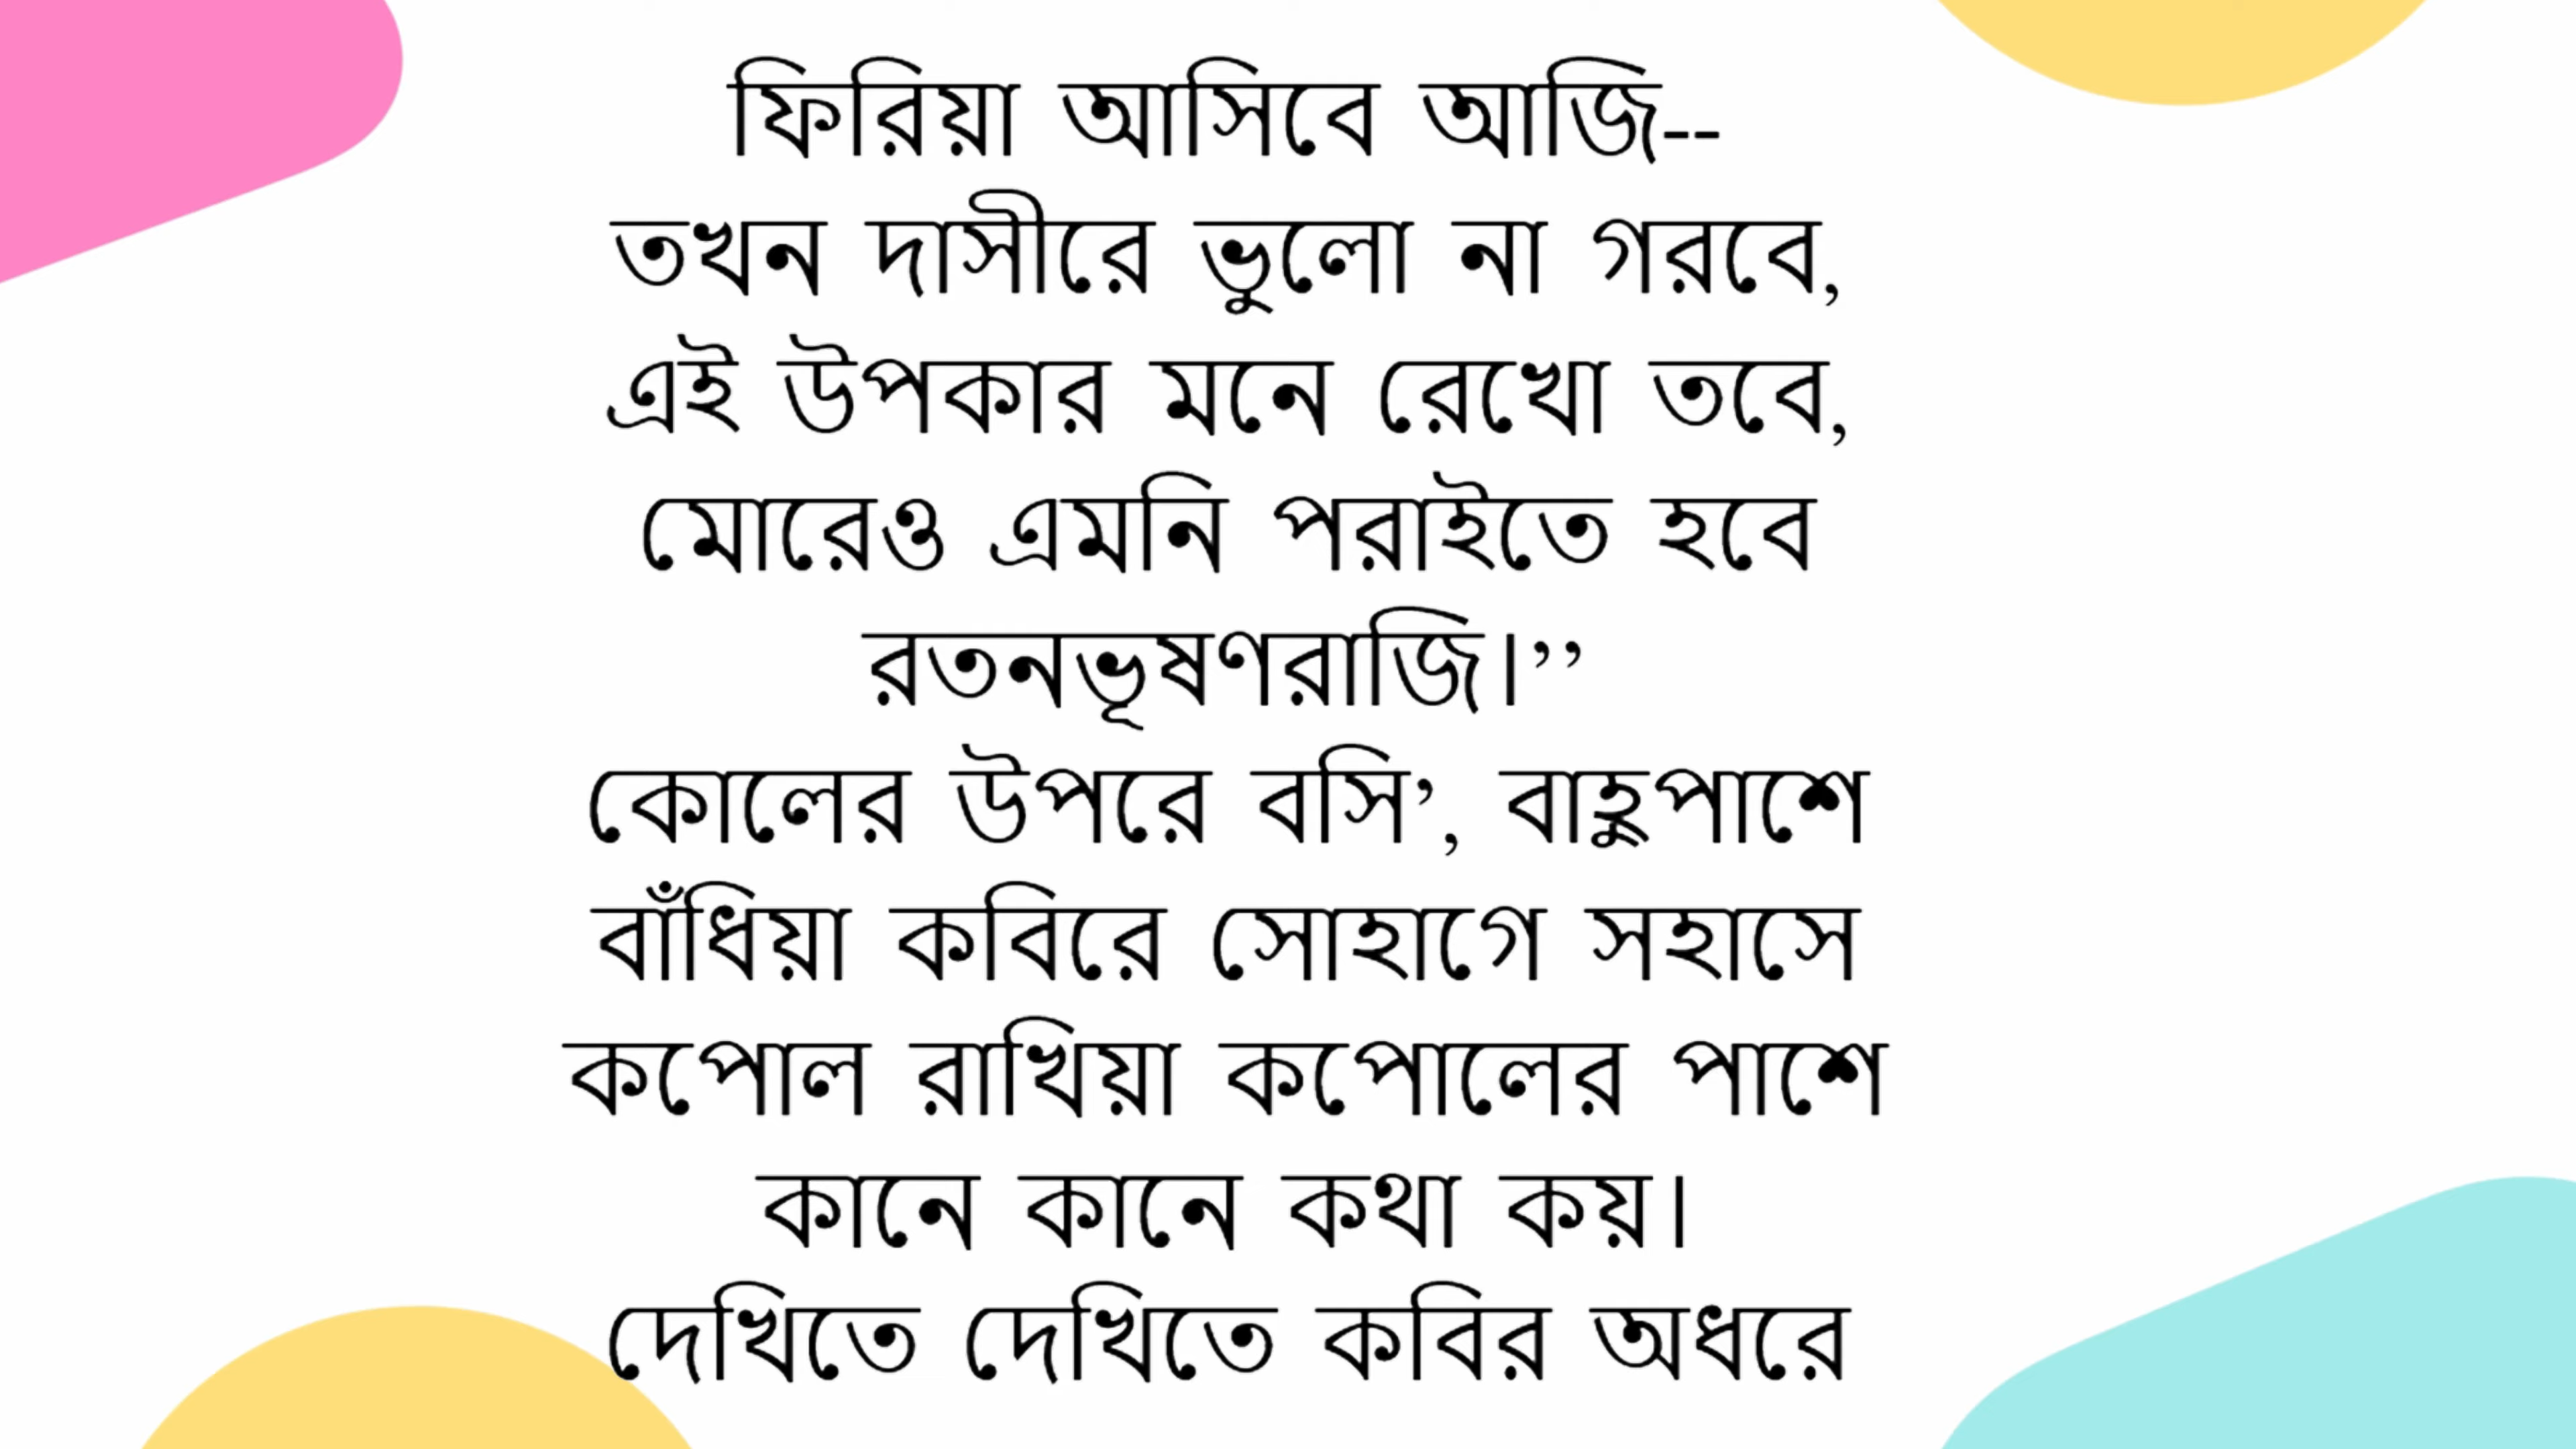 ফিরিয়া আসিবে আজি--
তখন দাসীরে ভুলো না গরবে,
এই উপকার মনে রেখো তবে,
মোরেও এমনি পরাইতে হবে
রতনভূষণরাজি।’’
কোলের উপরে বসি’, বাহুপাশে
বাঁধিয়া কবিরে সোহাগে সহাসে
কপোল রাখিয়া কপোলের পাশে
কানে কানে কথা কয়।
দেখিতে দেখিতে কবির অধরে